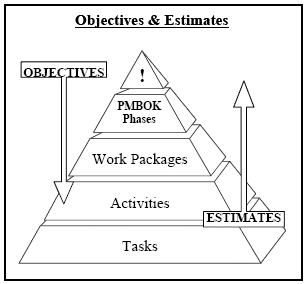 Objectives & Estimates
OBJECTIVES
!
PMBOK
Phases
Work Packages
Activities
ESTIMATES
Tasks